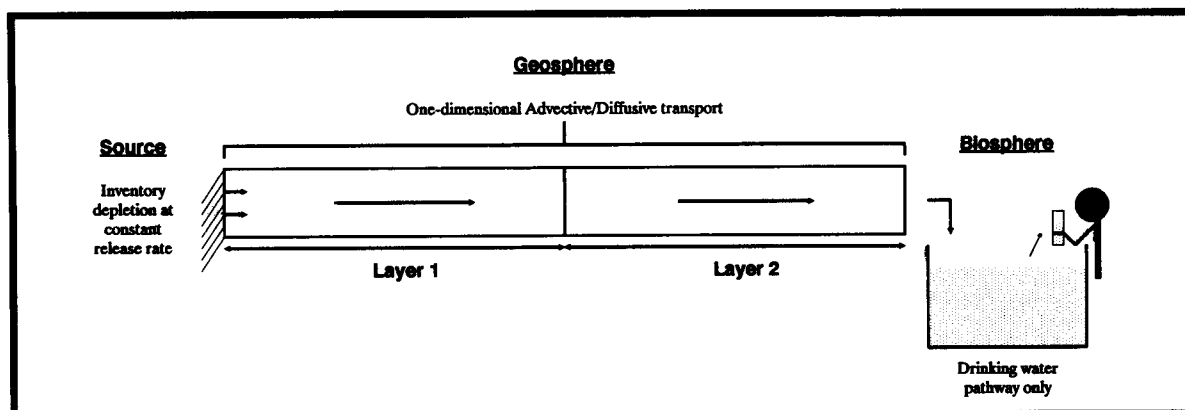 Geosphere
One-dimensional Advective/Diffusive transport
Source
Inventory
depletion at
constant
release rate
Biosphere
Layer 1
Layer 2
Drinking water
pathway only